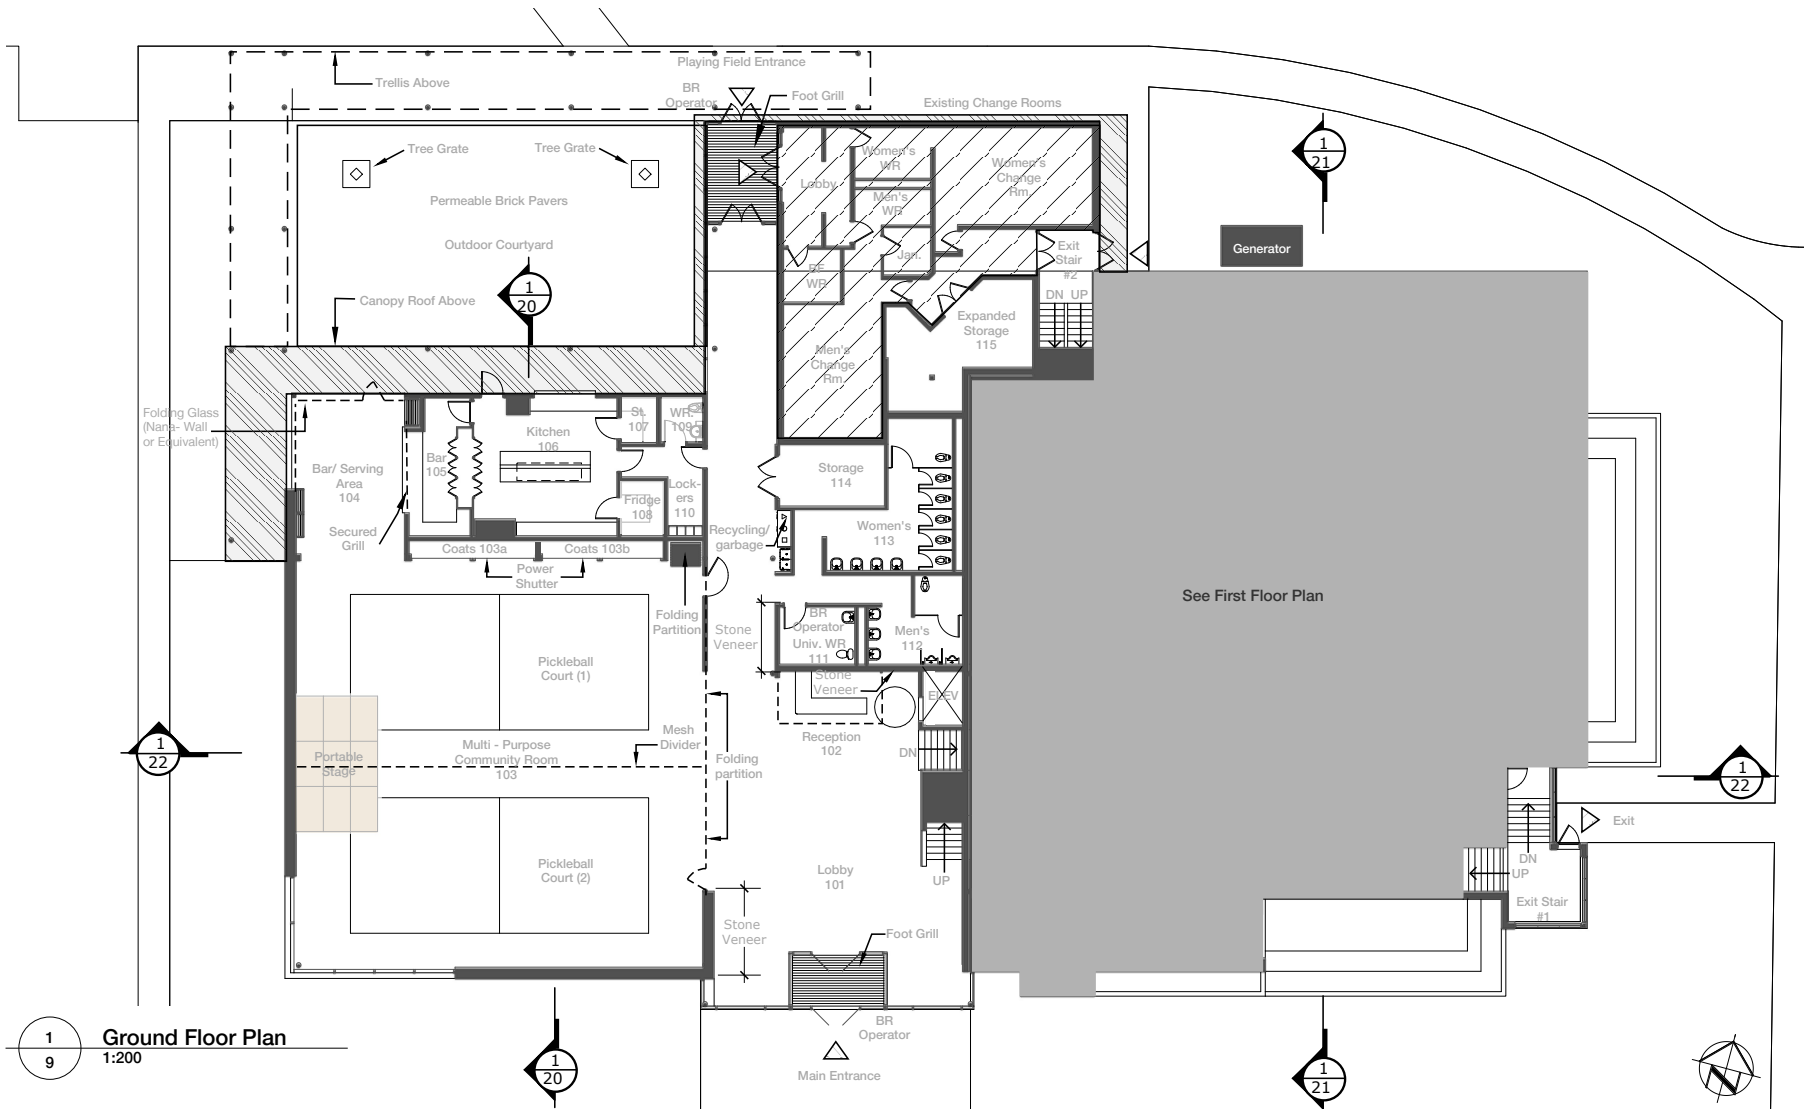 Playing Field Entrance
Trellis Above
BR
Operator
Foot Grill
Existing Change Rooms
1
21
Tree Grate
Tree Grate
Women's
WR
Women's
Change
Rm.
Lobby
Permeable Brick Pavers
Men's
WR
Outdoor Courtyard
Jan.
Exit
Stair
#2
Generator
BF
WR
1
20
Canopy Roof Above
DN UP
Expanded
Storage
115
Men's
Change
Rm.
Folding Glass
(Nana- Wall
or Equivalent)
St.
107
WR.
109
Kitchen
106
Bar
105
Bar/ Serving
Area
104
Storage
114
Lock-
ers
110
Fridge
108
Secured
Grill
Recycling/
garbage
Women's
113
Coats 103a
Coats 103b
Power
Shutter
See First Floor Plan
Folding
Partition
Stone
Veneer
BR
Operator
Univ. WR
111
Men's
112
Pickleball
Court (1)
Stone
Veneer
ELEV
Mesh
Divider
Reception
102
DN
1
22
Multi - Purpose
Community Room
103
Portable
Stage
Folding
partition
1
22
Exit
Pickleball
Court (2)
Lobby
101
UP
DN
UP
Exit Stair
#1
Stone
Veneer
Foot Grill
BR
Operator
1
9
Ground Floor Plan
1:200
1
20
Main Entrance
1
21
N